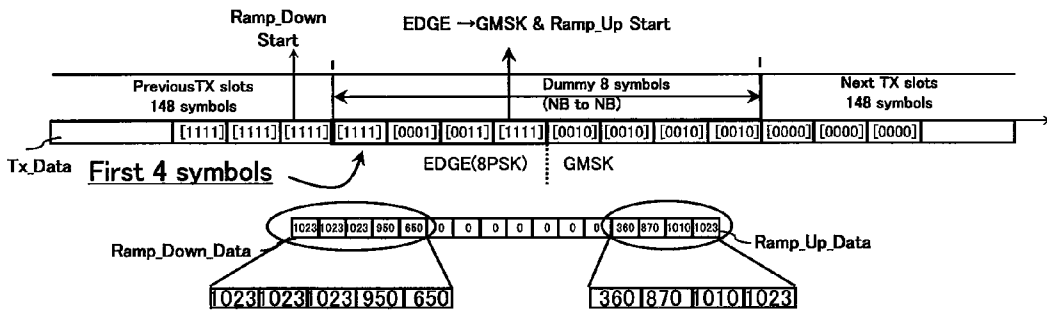 Ramp_Down
Start
EDGE →GMSK & Ramp_Up Start
PreviousTX slots
148 symbols
Dummy 8 symbols
(NB to NB)
Next TX slots
148 symbols
[1111] [1111] [1111] [1111] [0001] [0011] [1111] [0010] [0010] [0010] [0010] [0000] [0000] [0000]
Tx_Data
First 4 symbols
EDGE(8PSK) GMSK
1023 1023 1023 950 650 0 0 0 0 0 0 0 360 870 1010 1023
Ramp_Down_Data
Ramp_Up_Data
1023 1023 1023 950 650
360 870 1010 1023